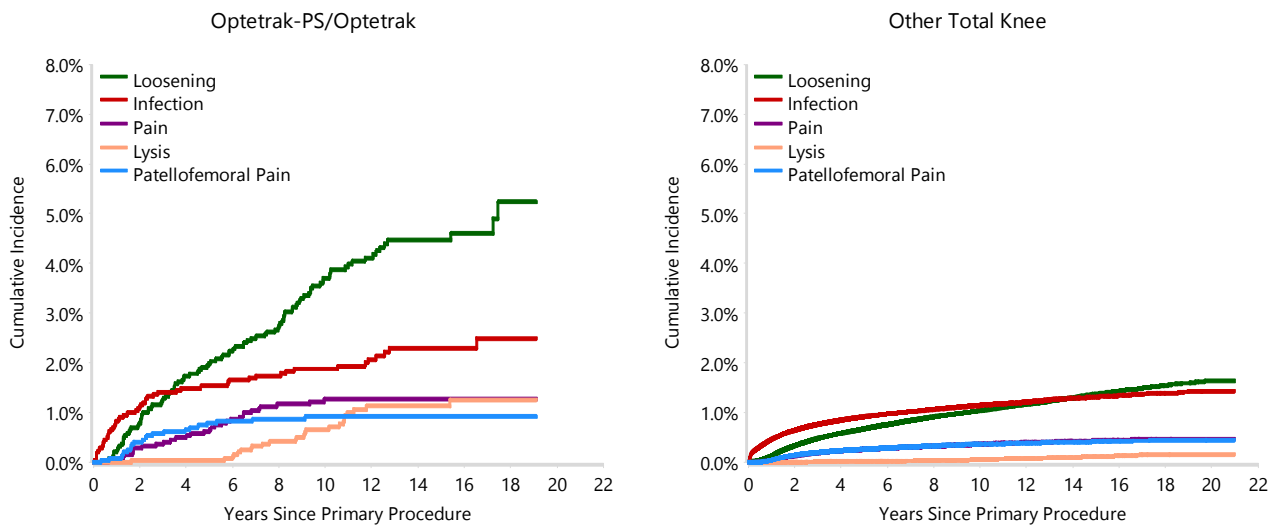 Optetrak-PS/Optetrak
8.0%
7.0%
6.0%
5.0%
4.0%
3.0%
2.0%
1.0%
0.0%
Cumulative Incidence
Loosening
Infection
Pain
Lysis
Patellofemoral Pain
0 2 4 6 8 10 12 14 16 18 20 22
Years Since Primary Procedure
Other Total Knee
8.0%
7.0%
6.0%
5.0%
4.0%
3.0%
2.0%
1.0%
0.0%
Cumulative Incidence
Loosening
Infection
Pain
Lysis
Patellofemoral Pain
0 2 4 6 8 10 12 14 16 18 20 22
Years Since Primary Procedure